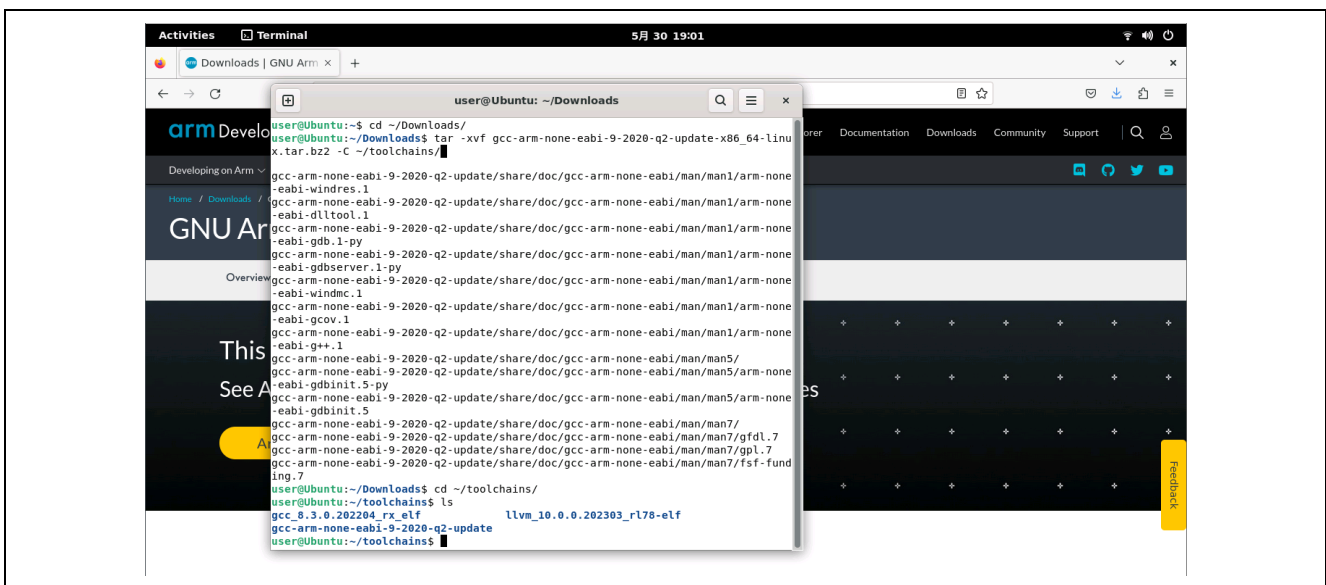 Activities
Terminal
5月 30 19:01
Downloads | GNU Arm
user@Ubuntu: ~/Downloads
arm Develo
orer
Documentation
Downloads
Community
Support
Developing on Arm
Home / Downloads /
GNU Ar
Overview
This
See A
es
A
Feedback
user@Ubuntu:~$ cd ~/Downloads/
user@Ubuntu:~/Downloads$ tar -xvf gcc-arm-none-eabi-9-2020-q2-update-x86_64-linu
x.tar.bz2 -C ~/toolchains/
gcc-arm-none-eabi-9-2020-q2-update/share/doc/gcc-arm-none-eabi/man/man1/arm-none
-eabi-windres.1
gcc-arm-none-eabi-9-2020-q2-update/share/doc/gcc-arm-none-eabi/man/man1/arm-none
-eabi-dlltool.1
gcc-arm-none-eabi-9-2020-q2-update/share/doc/gcc-arm-none-eabi/man/man1/arm-none
-eabi-gdb.1-py
gcc-arm-none-eabi-9-2020-q2-update/share/doc/gcc-arm-none-eabi/man/man1/arm-none
-eabi-gdbserver.1-py
gcc-arm-none-eabi-9-2020-q2-update/share/doc/gcc-arm-none-eabi/man/man1/arm-none
-eabi-windmc.1
gcc-arm-none-eabi-9-2020-q2-update/share/doc/gcc-arm-none-eabi/man/man1/arm-none
-eabi-gcov.1
gcc-arm-none-eabi-9-2020-q2-update/share/doc/gcc-arm-none-eabi/man/man1/arm-none
-eabi-g++.1
gcc-arm-none-eabi-9-2020-q2-update/share/doc/gcc-arm-none-eabi/man/man5/
gcc-arm-none-eabi-9-2020-q2-update/share/doc/gcc-arm-none-eabi/man/man5/arm-none
-eabi-gdbinit.5-py
gcc-arm-none-eabi-9-2020-q2-update/share/doc/gcc-arm-none-eabi/man/man5/arm-none
-eabi-gdbinit.5
gcc-arm-none-eabi-9-2020-q2-update/share/doc/gcc-arm-none-eabi/man/man7/
gcc-arm-none-eabi-9-2020-q2-update/share/doc/gcc-arm-none-eabi/man/man7/gfdl.7
gcc-arm-none-eabi-9-2020-q2-update/share/doc/gcc-arm-none-eabi/man/man7/gpl.7
gcc-arm-none-eabi-9-2020-q2-update/share/doc/gcc-arm-none-eabi/man/man7/fsf-fund
ing.7
user@Ubuntu:~/Downloads$ cd ~/toolchains/
user@Ubuntu:~/toolchains$ ls
gcc_8.3.0.202204_rx_elf llvm_10.0.0.202303_rl78-elf
gcc-arm-none-eabi-9-2020-q2-update
user@Ubuntu:~/toolchains$